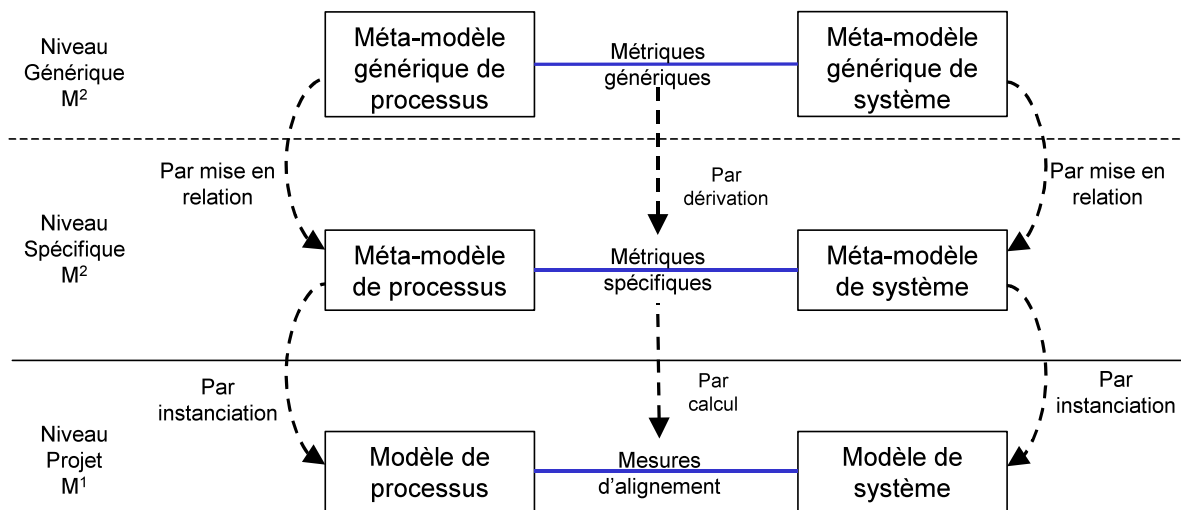 Niveau
Générique
M²
Méta-modèle
générique de
processus
Métriques
génériques
Méta-modèle
générique de
système
Par mise en
relation
Par
dérivation
Par mise en
relation
Niveau
Spécifique
M²
Méta-modèle
de processus
Métriques
spécifiques
Méta-modèle
de système
Par
instanciation
Par
calcul
Par
instanciation
Niveau
Projet
M¹
Modèle de
processus
Mesures
d’alignement
Modèle de
système